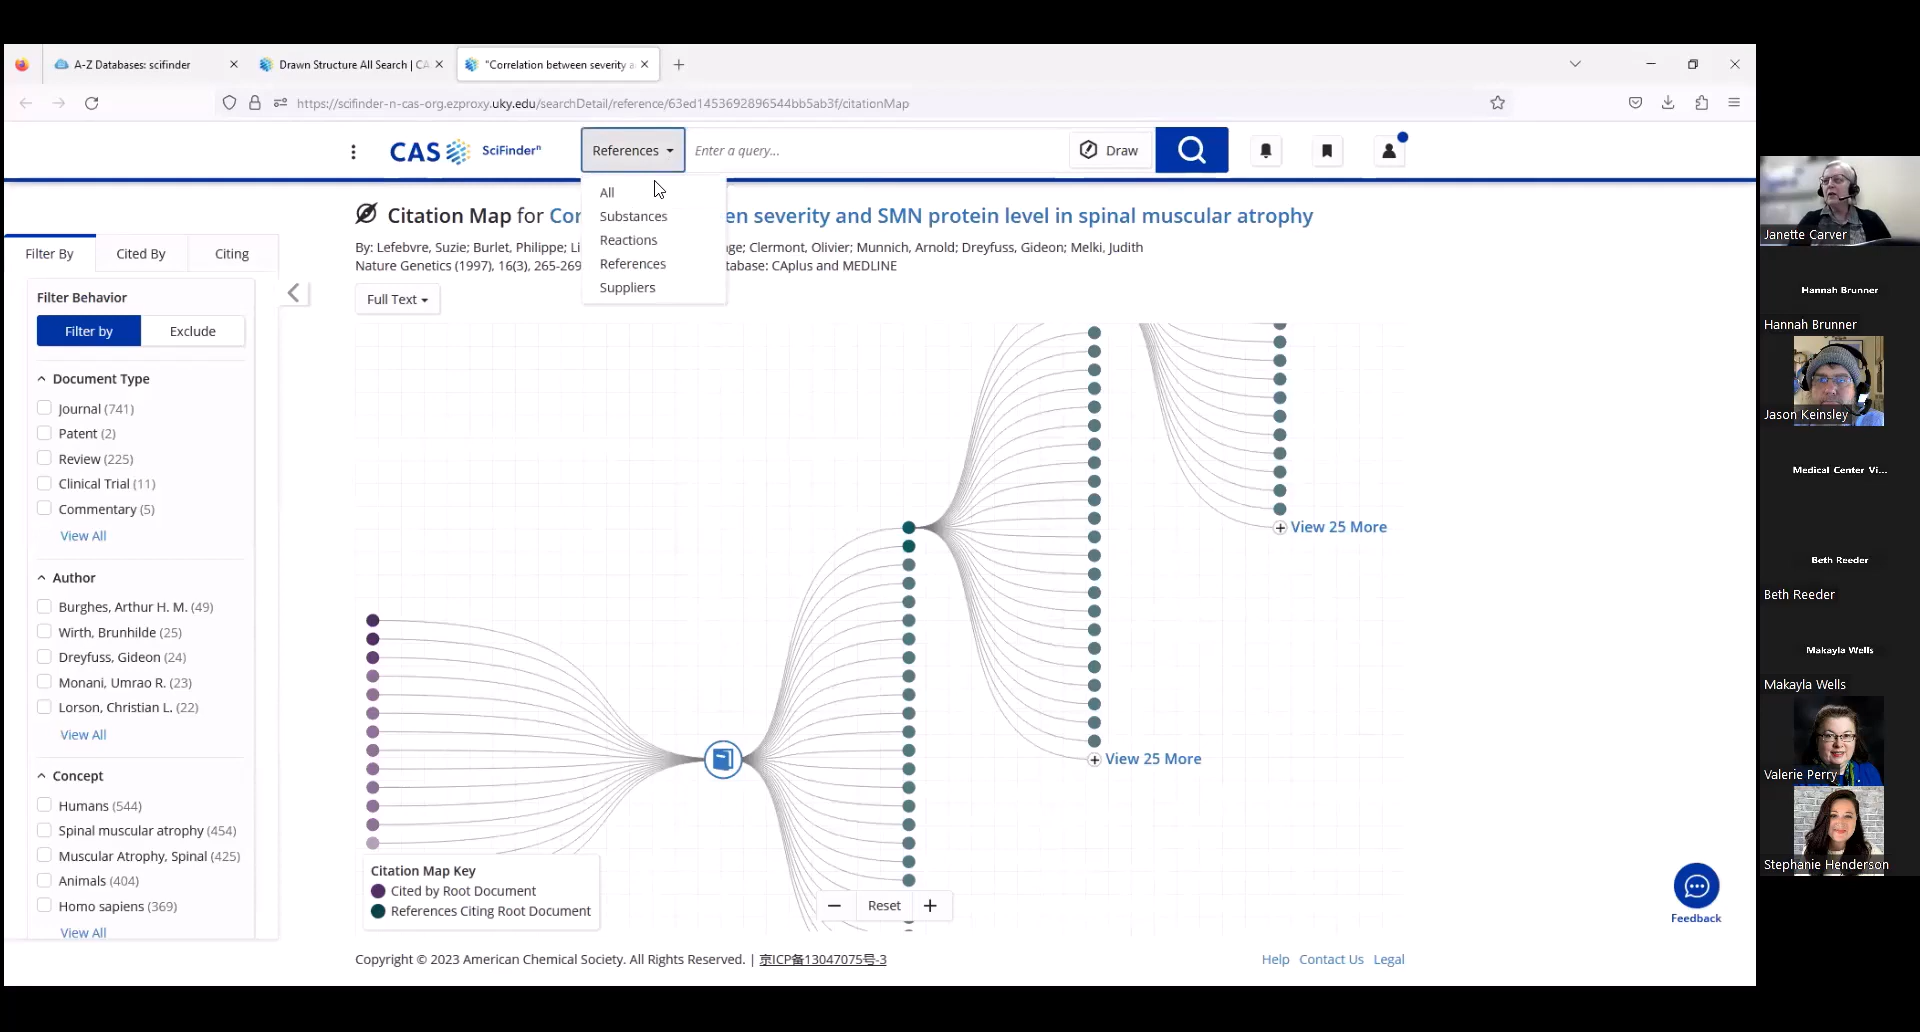 A-Z Databases: scifinder
Drawn Structure All Search | CA
"Correlation between severity a
https://scifinder-n-cas-org.ezproxy.uky.edu/searchDetail/reference/63ed1453692896544bb5ab3f/citationMap
CAS SciFinderⁿ
References
Enter a query...
Draw
All
Substances
Reactions
References
Suppliers
Citation Map for Cor en severity and SMN protein level in spinal muscular atrophy
By: Lefebvre, Suzie; Burlet, Philippe; Li ge; Clermont, Olivier; Munnich, Arnold; Dreyfuss, Gideon; Melki, Judith
Nature Genetics (1997), 16(3), 265-269 tabase: CAplus and MEDLINE
Full Text
Filter By
Cited By
Citing
Filter Behavior
Filter by
Exclude
Document Type
Journal (741)
Patent (2)
Review (225)
Clinical Trial (11)
Commentary (5)
View All
Author
Burghes, Arthur H. M. (49)
Wirth, Brunhilde (25)
Dreyfuss, Gideon (24)
Monani, Umrao R. (23)
Lorson, Christian L. (22)
View All
Concept
Humans (544)
Spinal muscular atrophy (454)
Muscular Atrophy, Spinal (425)
Animals (404)
Homo sapiens (369)
View All
View 25 More
View 25 More
Citation Map Key
Cited by Root Document
References Citing Root Document
Reset
Feedback
Copyright © 2023 American Chemical Society. All Rights Reserved. | 京ICP备13047075号-3
Help Contact Us Legal
Janette Carver
Hannah Brunner
Hannah Brunner
Jason Keinsley
Medical Center Vi...
Beth Reeder
Beth Reeder
Makayla Wells
Makayla Wells
Valerie Perry
Stephanie Henderson